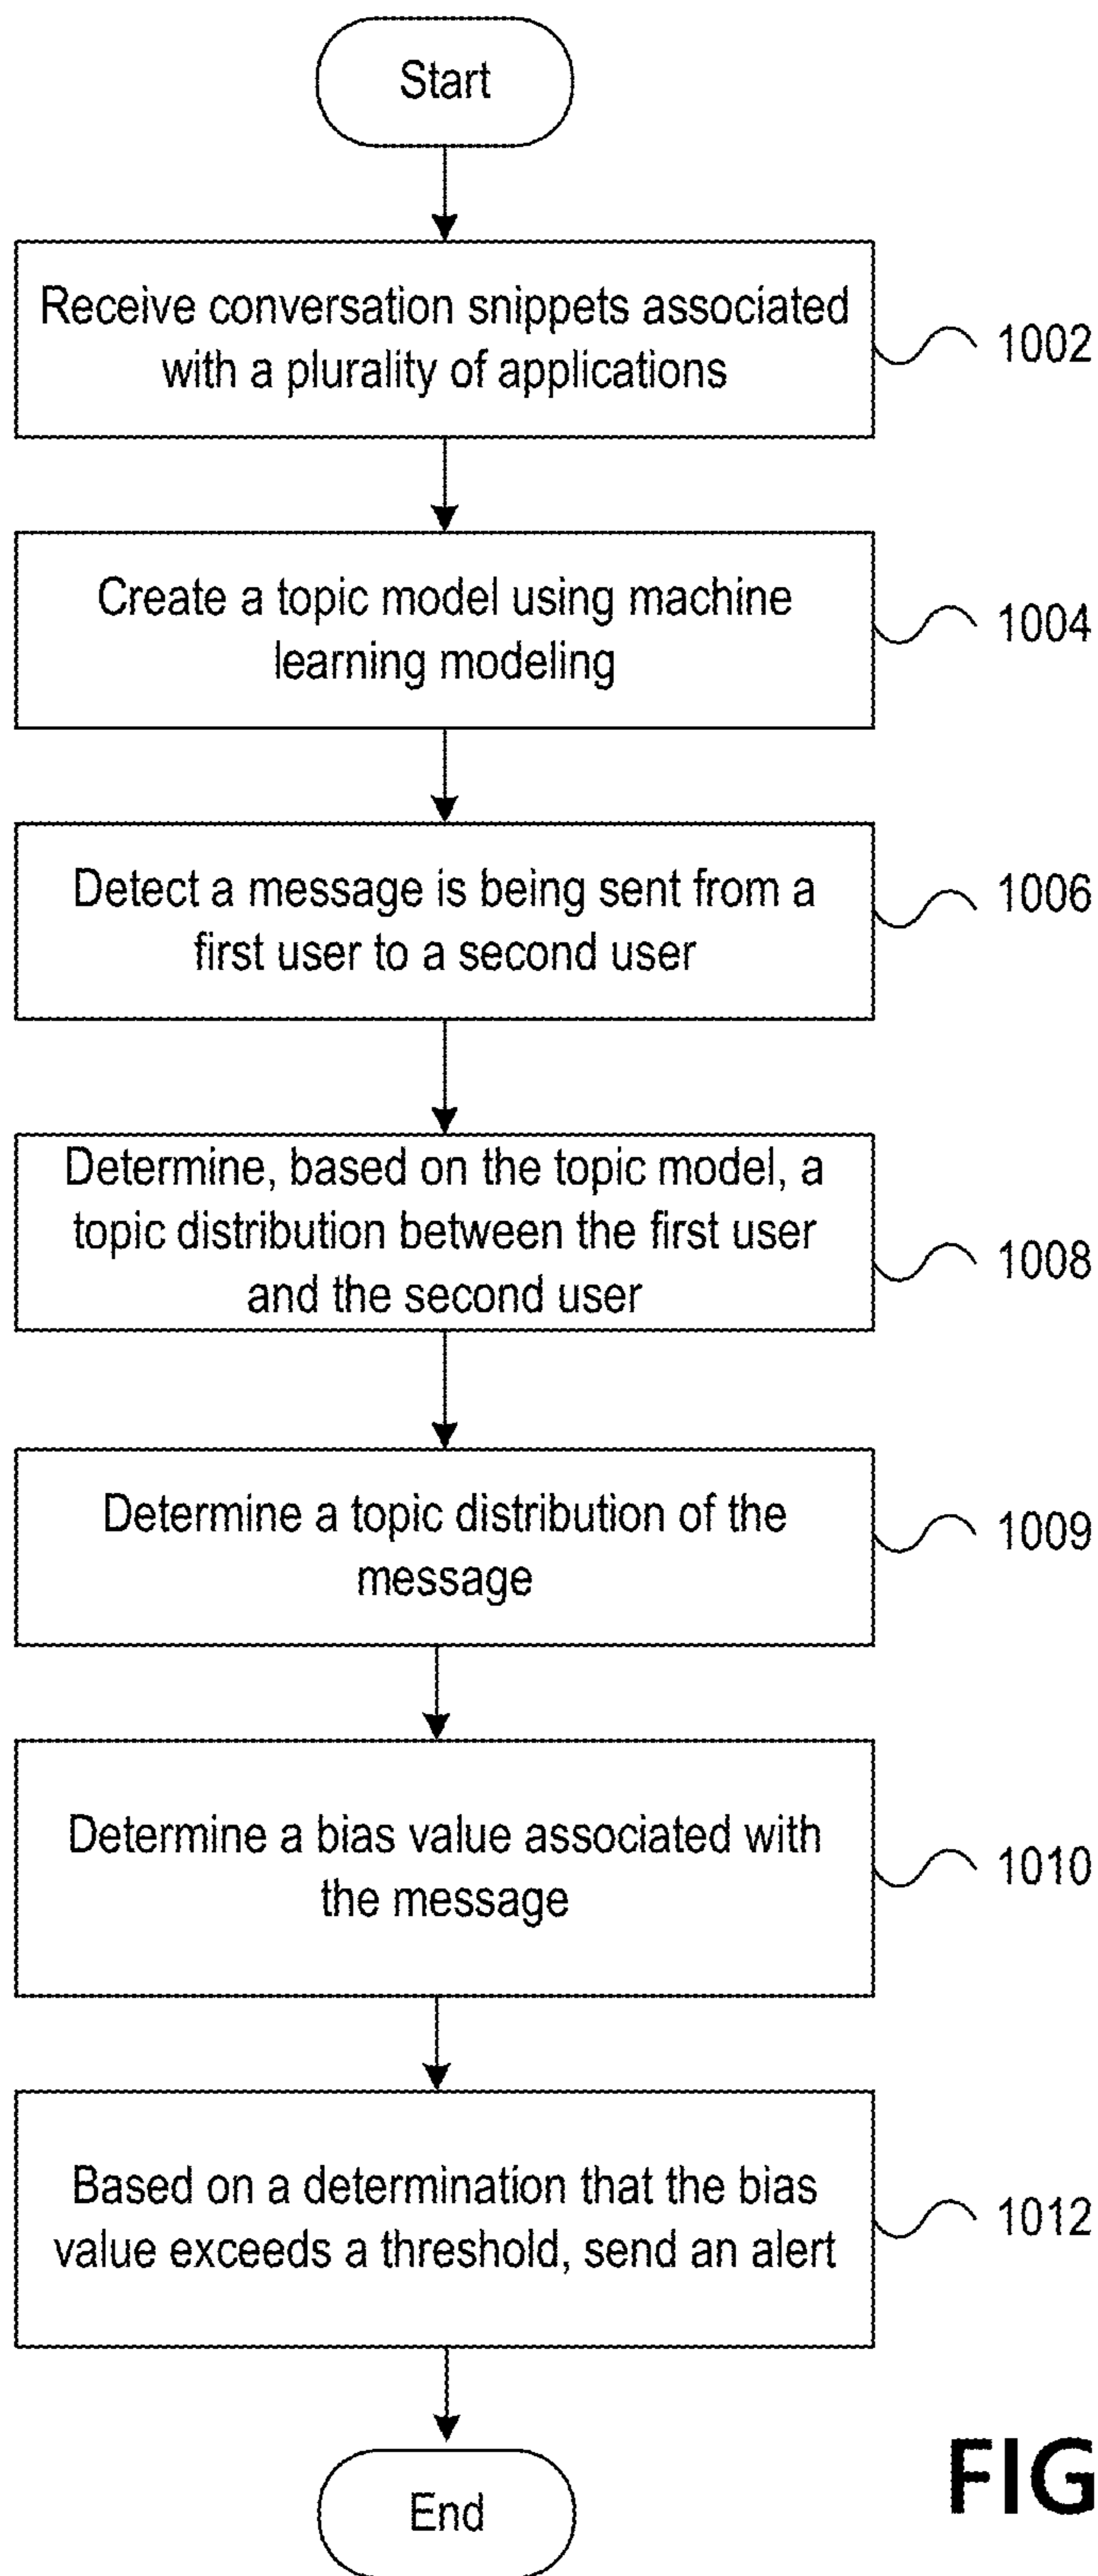 Start
Receive conversation snippets associated
with a plurality of applications
1002
Create a topic model using machine
learning modeling
1004
Detect a message is being sent from a
first user to a second user
1006
Determine, based on the topic model, a
topic distribution between the first user
and the second user
1008
Determine a topic distribution of the
message
1009
Determine a bias value associated with
the message
1010
Based on a determination that the bias
value exceeds a threshold, send an alert
1012
End
FIG